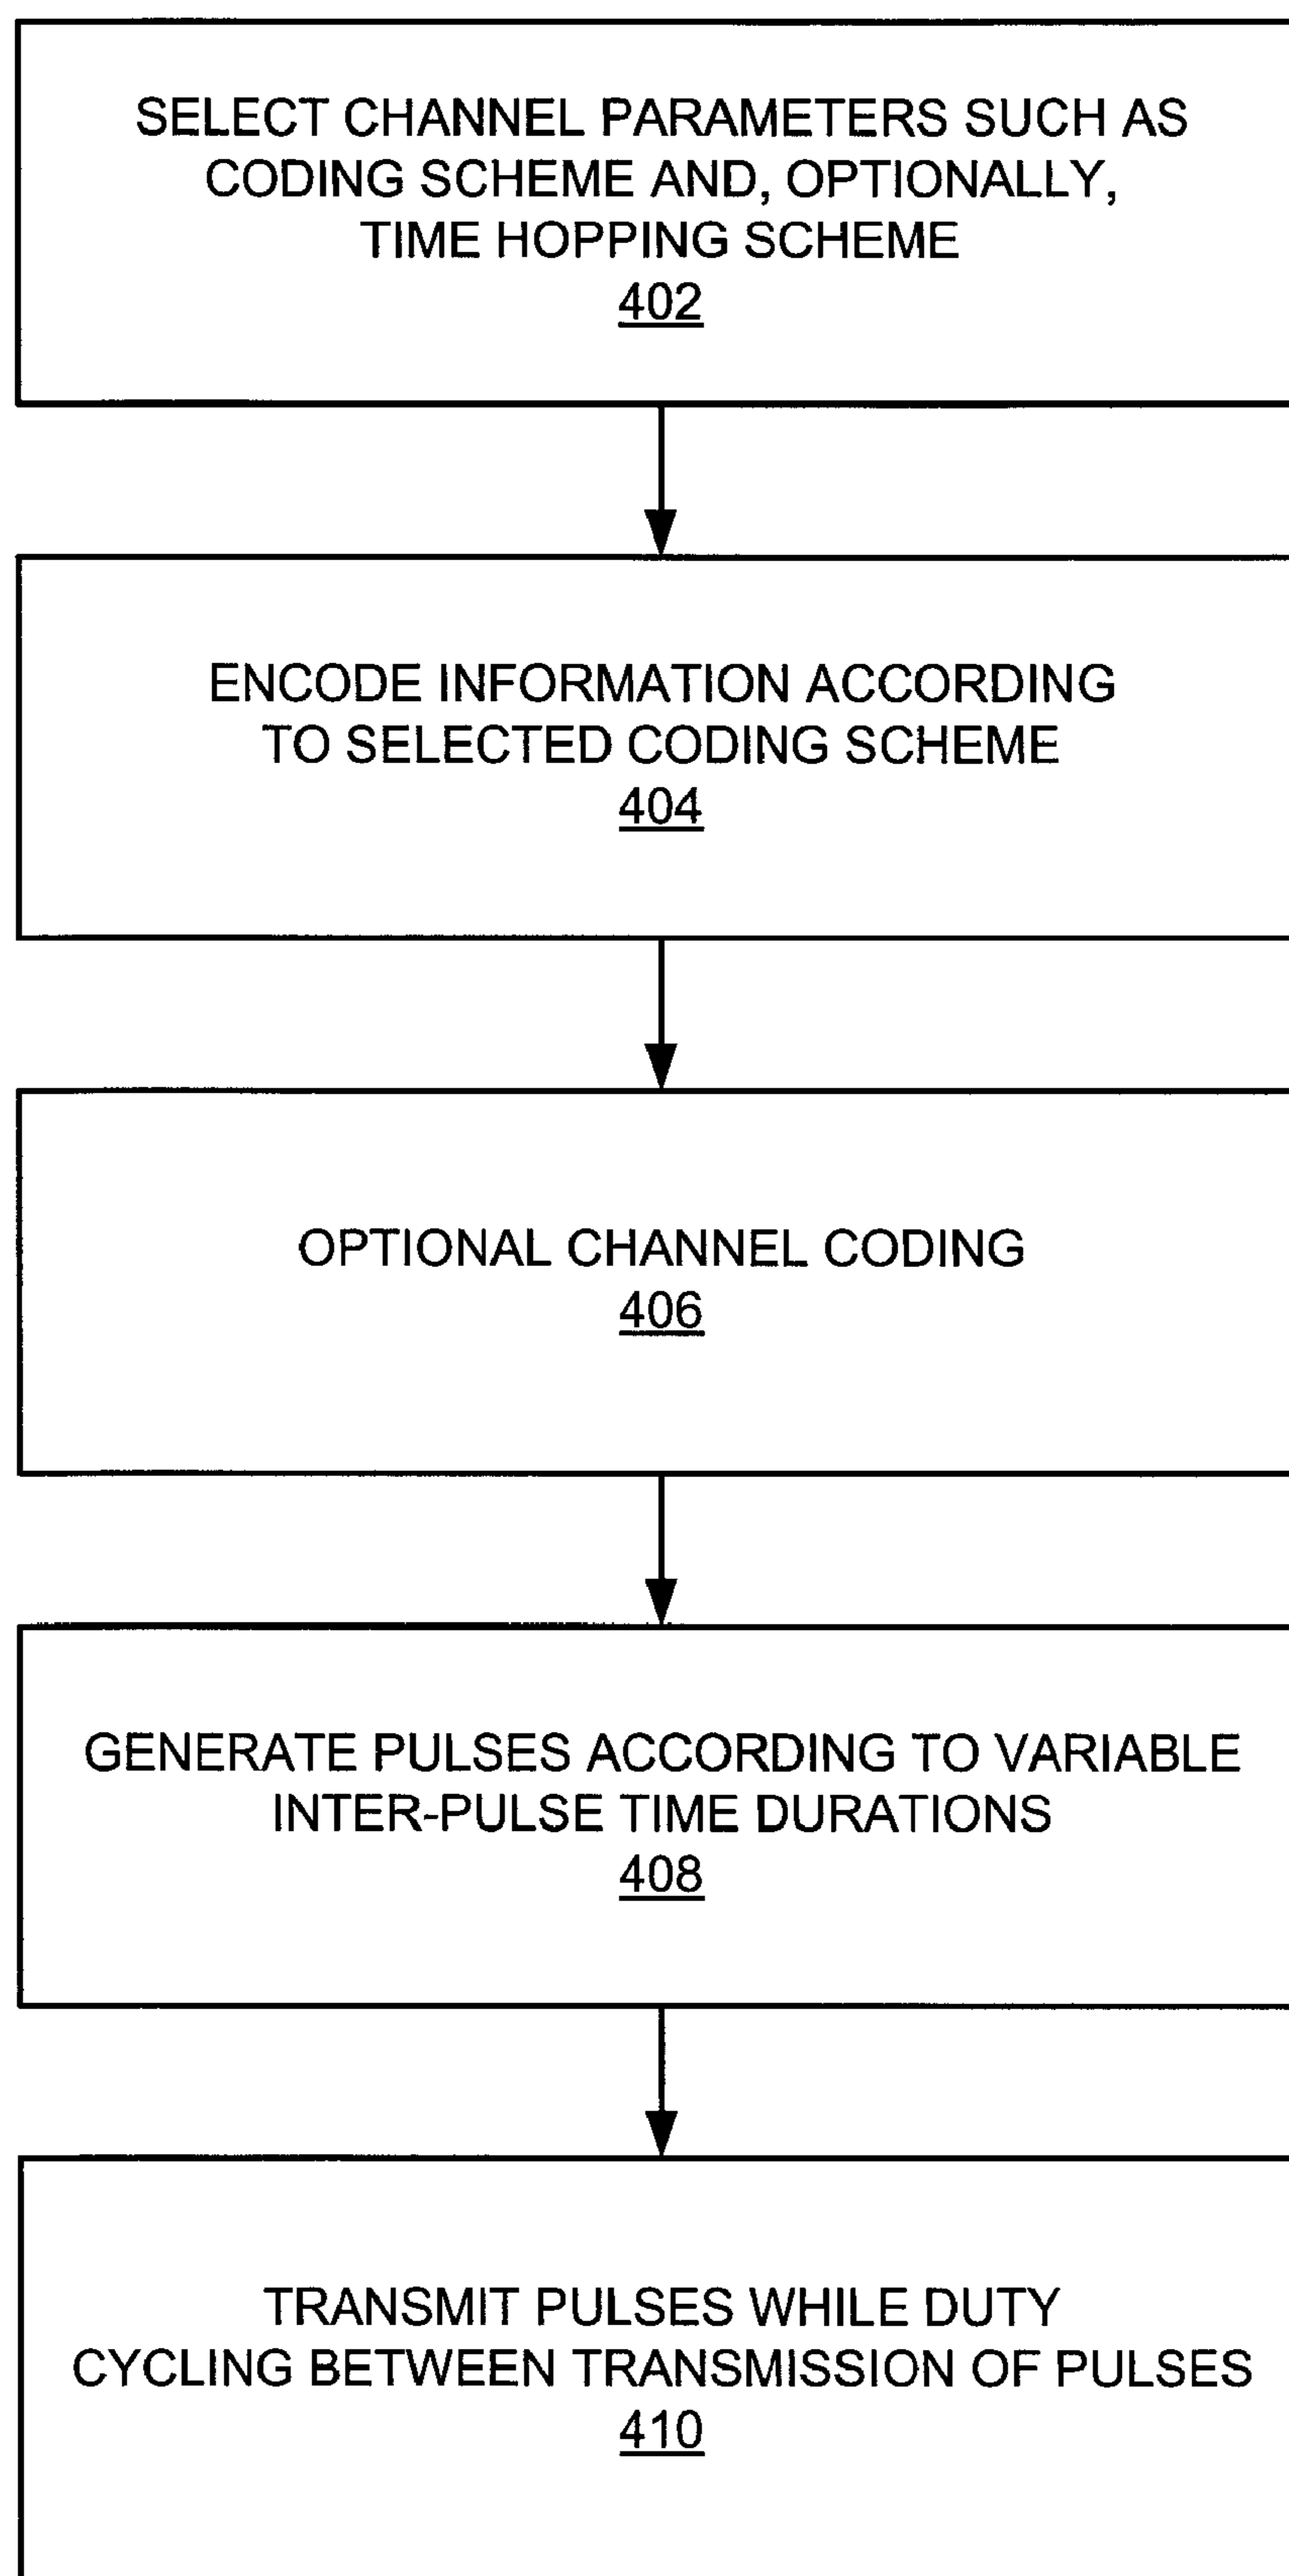 SELECT CHANNEL PARAMETERS SUCH AS
CODING SCHEME AND, OPTIONALLY,
TIME HOPPING SCHEME
402
ENCODE INFORMATION ACCORDING
TO SELECTED CODING SCHEME
404
OPTIONAL CHANNEL CODING
406
GENERATE PULSES ACCORDING TO VARIABLE
INTER-PULSE TIME DURATIONS
408
TRANSMIT PULSES WHILE DUTY
CYCLING BETWEEN TRANSMISSION OF PULSES
410